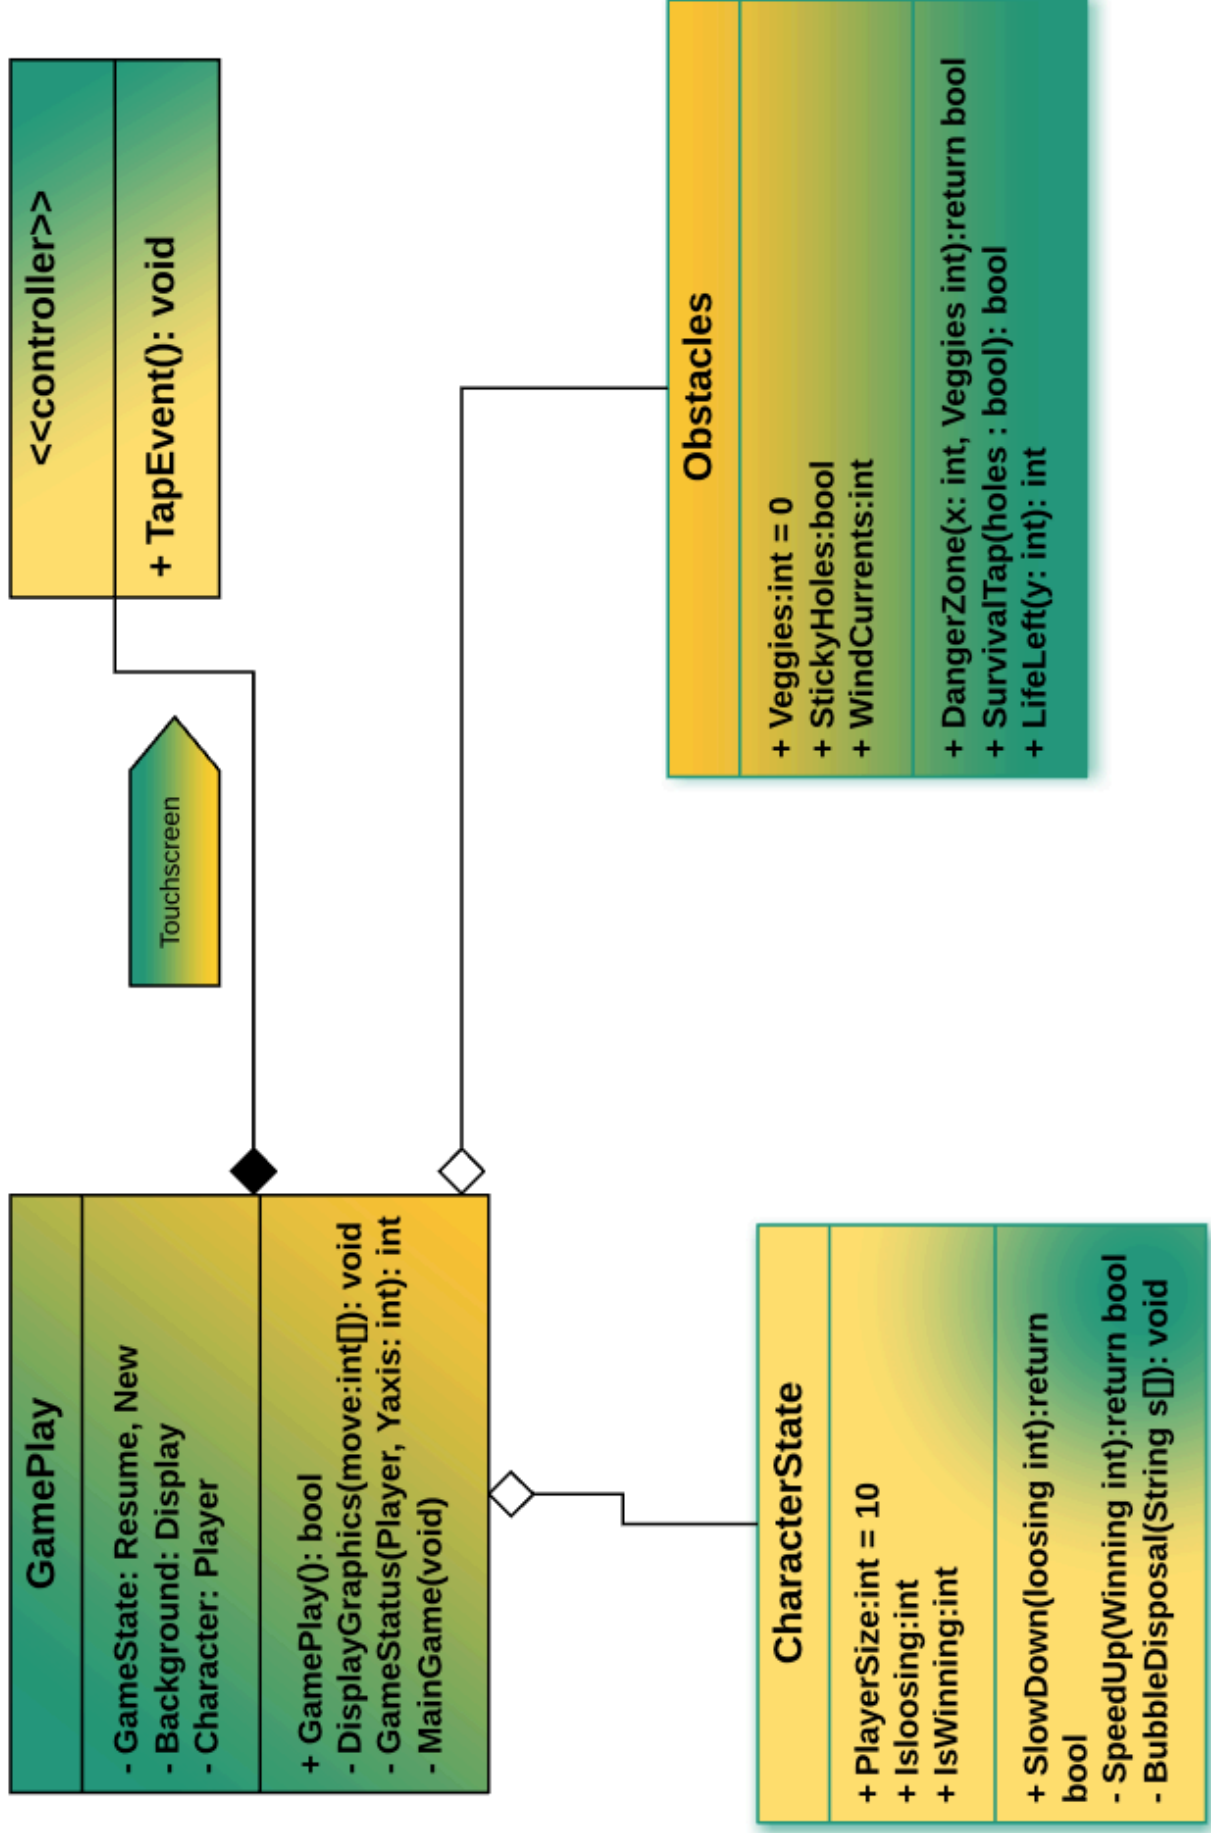 GamePlay
- GameState: Resume, New
- Background: Display
- Character: Player
+ GamePlay(): bool
- DisplayGraphics(move:int[]): void
- GameStatus(Player, Yaxis: int): int
- MainGame(void)
Touchscreen
<<controller>>
+ TapEvent(): void
CharacterState
+ PlayerSize:int = 10
+ Isloosing:int
+ IsWinning:int
+ SlowDown(loosing int):return
bool
- SpeedUp(Winning int):return bool
- BubbleDisposal(String s[]): void
Obstacles
+ Veggies:int = 0
+ StickyHoles:bool
+ WindCurrents:int
+ DangerZone(x: int, Veggies int):return bool
+ SurvivalTap(holes : bool): bool
+ LifeLeft(y: int): int